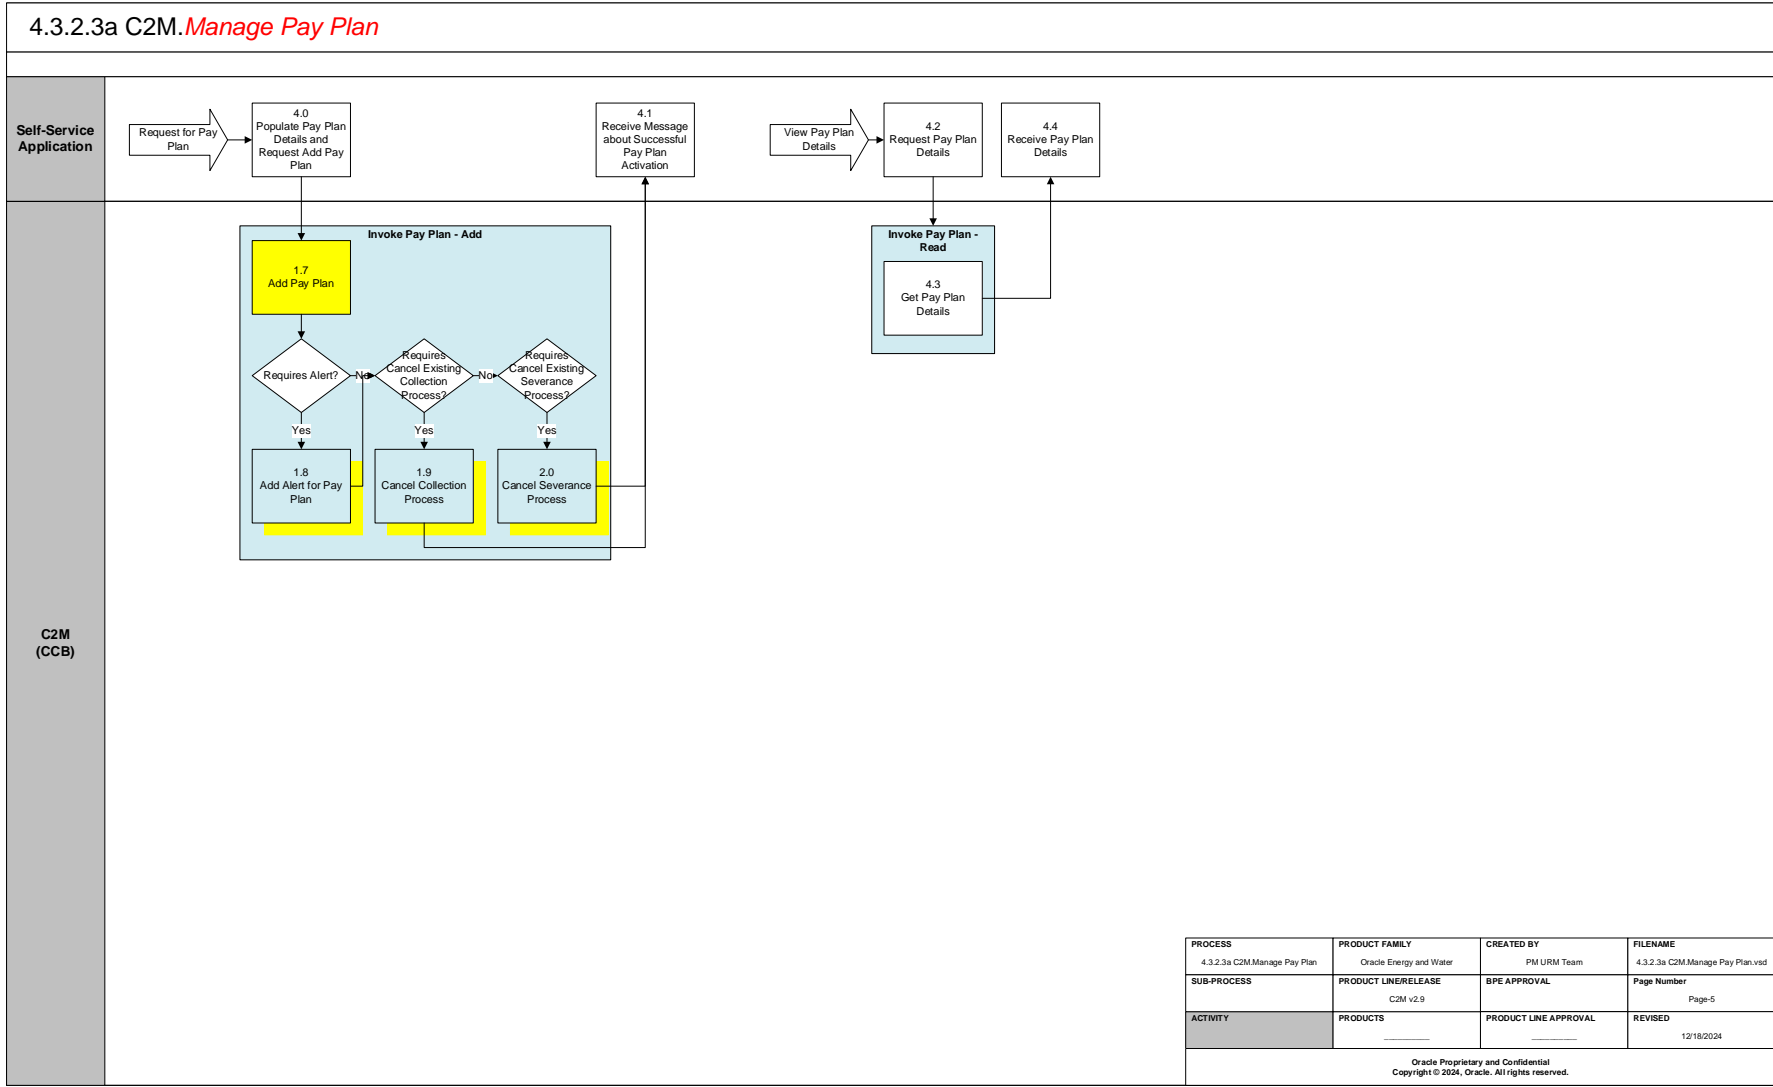 4.3.2.3a C2M.Manage Pay Plan
Self-Service
Application
Request for Pay
Plan
4.0
Populate Pay Plan
Details and
Request Add Pay
Plan
4.1
Receive Message
about Successful
Pay Plan
Activation
View Pay Plan
Details
4.2
Request Pay Plan
Details
4.4
Receive Pay Plan
Details
C2M
(CCB)
Invoke Pay Plan - Add
1.7
Add Pay Plan
Requires Alert?
No
Requires
Cancel Existing
Collection
Process?
No
Requires
Cancel Existing
Severance
Process?
Yes
Yes
Yes
1.8
Add Alert for Pay
Plan
1.9
Cancel Collection
Process
2.0
Cancel Severance
Process
Invoke Pay Plan -
Read
4.3
Get Pay Plan
Details
PROCESS
4.3.2.3a C2M.Manage Pay Plan
PRODUCT FAMILY
Oracle Energy and Water
CREATED BY
PM URM Team
FILENAME
4.3.2.3a C2M.Manage Pay Plan.vsd
SUB-PROCESS
PRODUCT LINE/RELEASE
C2M v2.9
BPE APPROVAL
Page Number
Page-5
ACTIVITY
PRODUCTS
PRODUCT LINE APPROVAL
REVISED
12/18/2024
Oracle Proprietary and Confidential
Copyright © 2024, Oracle. All rights reserved.